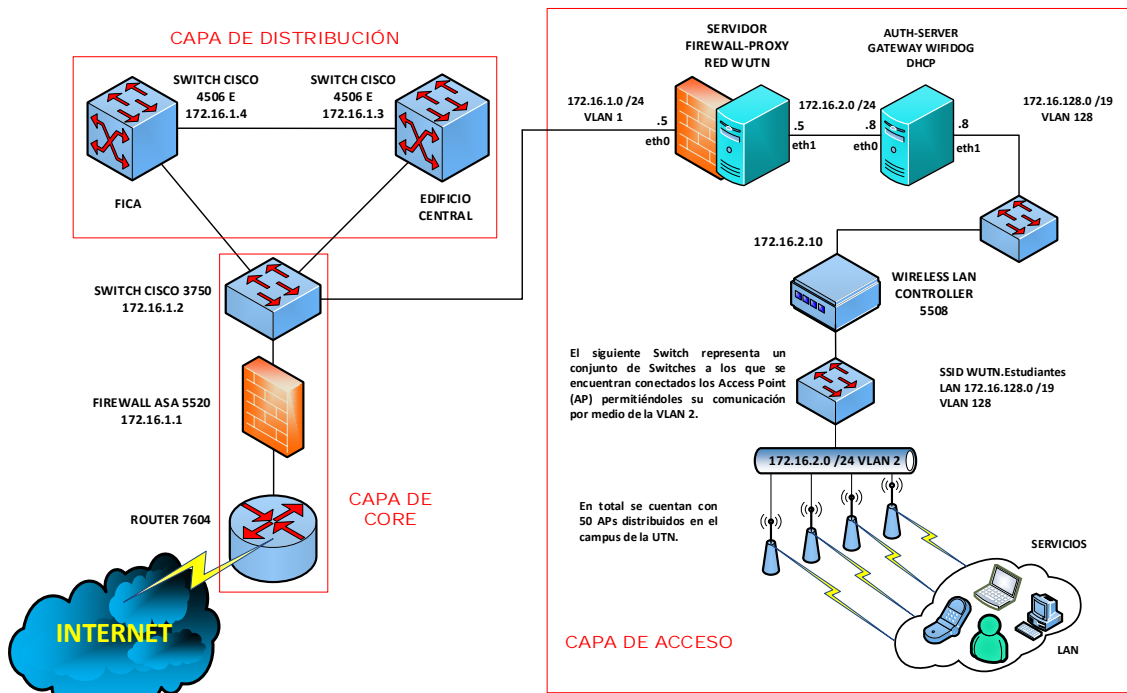 CAPA DE DISTRIBUCIÓN
SWITCH CISCO
4506 E
172.16.1.4
SWITCH CISCO
4506 E
172.16.1.3
FICA
EDIFICIO
CENTRAL
SWITCH CISCO 3750
172.16.1.2
FIREWALL ASA 5520
172.16.1.1
ROUTER 7604
CAPA DE
CORE
INTERNET
SERVIDOR
FIREWALL-PROXY
RED WUTN
AUTH-SERVER
GATEWAY WIFIDOG
DHCP
172.16.1.0 /24
VLAN 1
.5
eth0
172.16.2.0 /24
.5
eth1
.8
eth0
.8
eth1
172.16.128.0 /19
VLAN 128
172.16.2.10
WIRELESS LAN
CONTROLLER
5508
El siguiente Switch representa un
conjunto de Switches a los que se
encuentran conectados los Access Point
(AP) permitiéndoles su comunicación
por medio de la VLAN 2.
SSID WUTN.Estudiantes
LAN 172.16.128.0 /19
VLAN 128
172.16.2.0 /24 VLAN 2
En total se cuentan con
50 APs distribuidos en el
campus de la UTN.
SERVICIOS
LAN
CAPA DE ACCESO